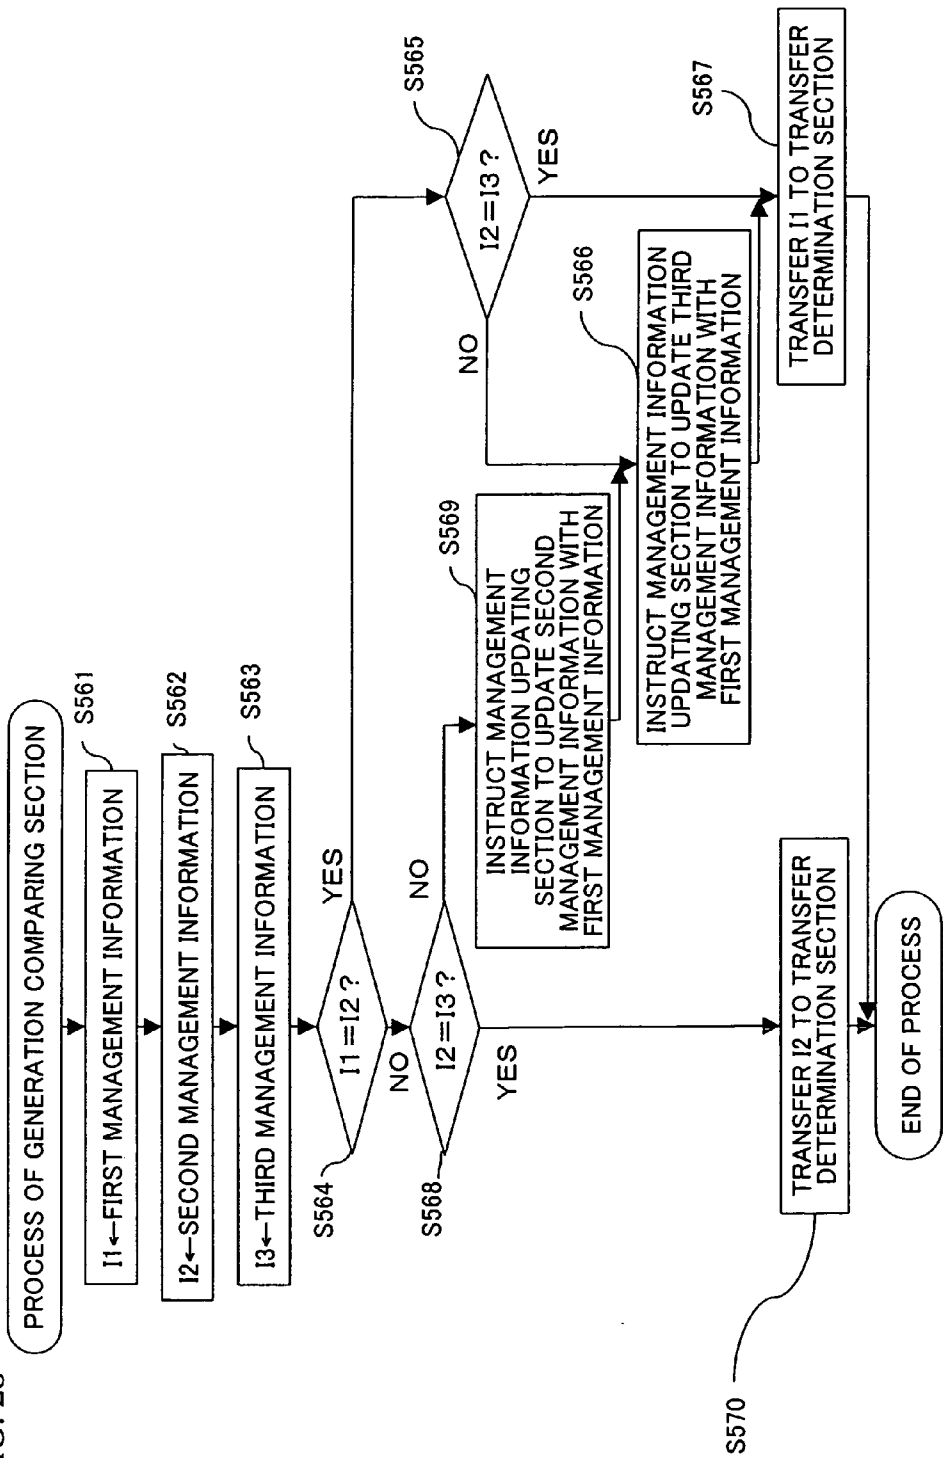 PROCESS OF GENERATION COMPARING SECTION
S561
I1←FIRST MANAGEMENT INFORMATION
S562
I2←SECOND MANAGEMENT INFORMATION
S563
I3←THIRD MANAGEMENT INFORMATION
S564
I1=I2?
YES
NO
S565
I2=I3?
YES
NO
S568
I2=I3?
NO
YES
S569
INSTRUCT MANAGEMENT
INFORMATION UPDATING
SECTION TO UPDATE SECOND
MANAGEMENT INFORMATION WITH
FIRST MANAGEMENT INFORMATION
S566
INSTRUCT MANAGEMENT INFORMATION
UPDATING SECTION TO UPDATE THIRD
MANAGEMENT INFORMATION WITH
FIRST MANAGEMENT INFORMATION
S567
TRANSFER I1 TO TRANSFER
DETERMINATION SECTION
S570
TRANSFER I2 TO TRANSFER
DETERMINATION SECTION
END OF PROCESS